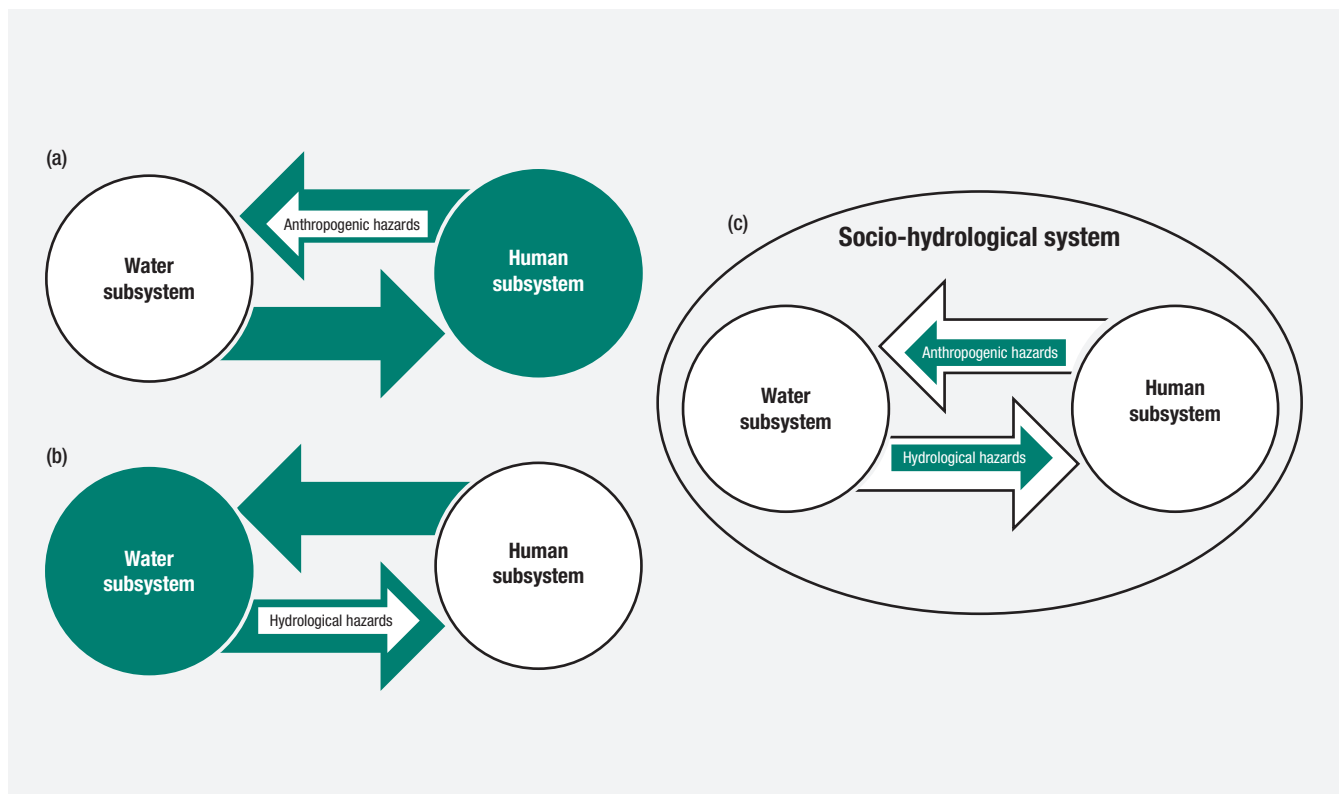 (a)
Anthropogenic hazards
Water
subsystem
Human
subsystem
(b)
Water
subsystem
Human
subsystem
Hydrological hazards
(c)
Socio-hydrological system
Anthropogenic hazards
Water
subsystem
Human
subsystem
Hydrological hazards